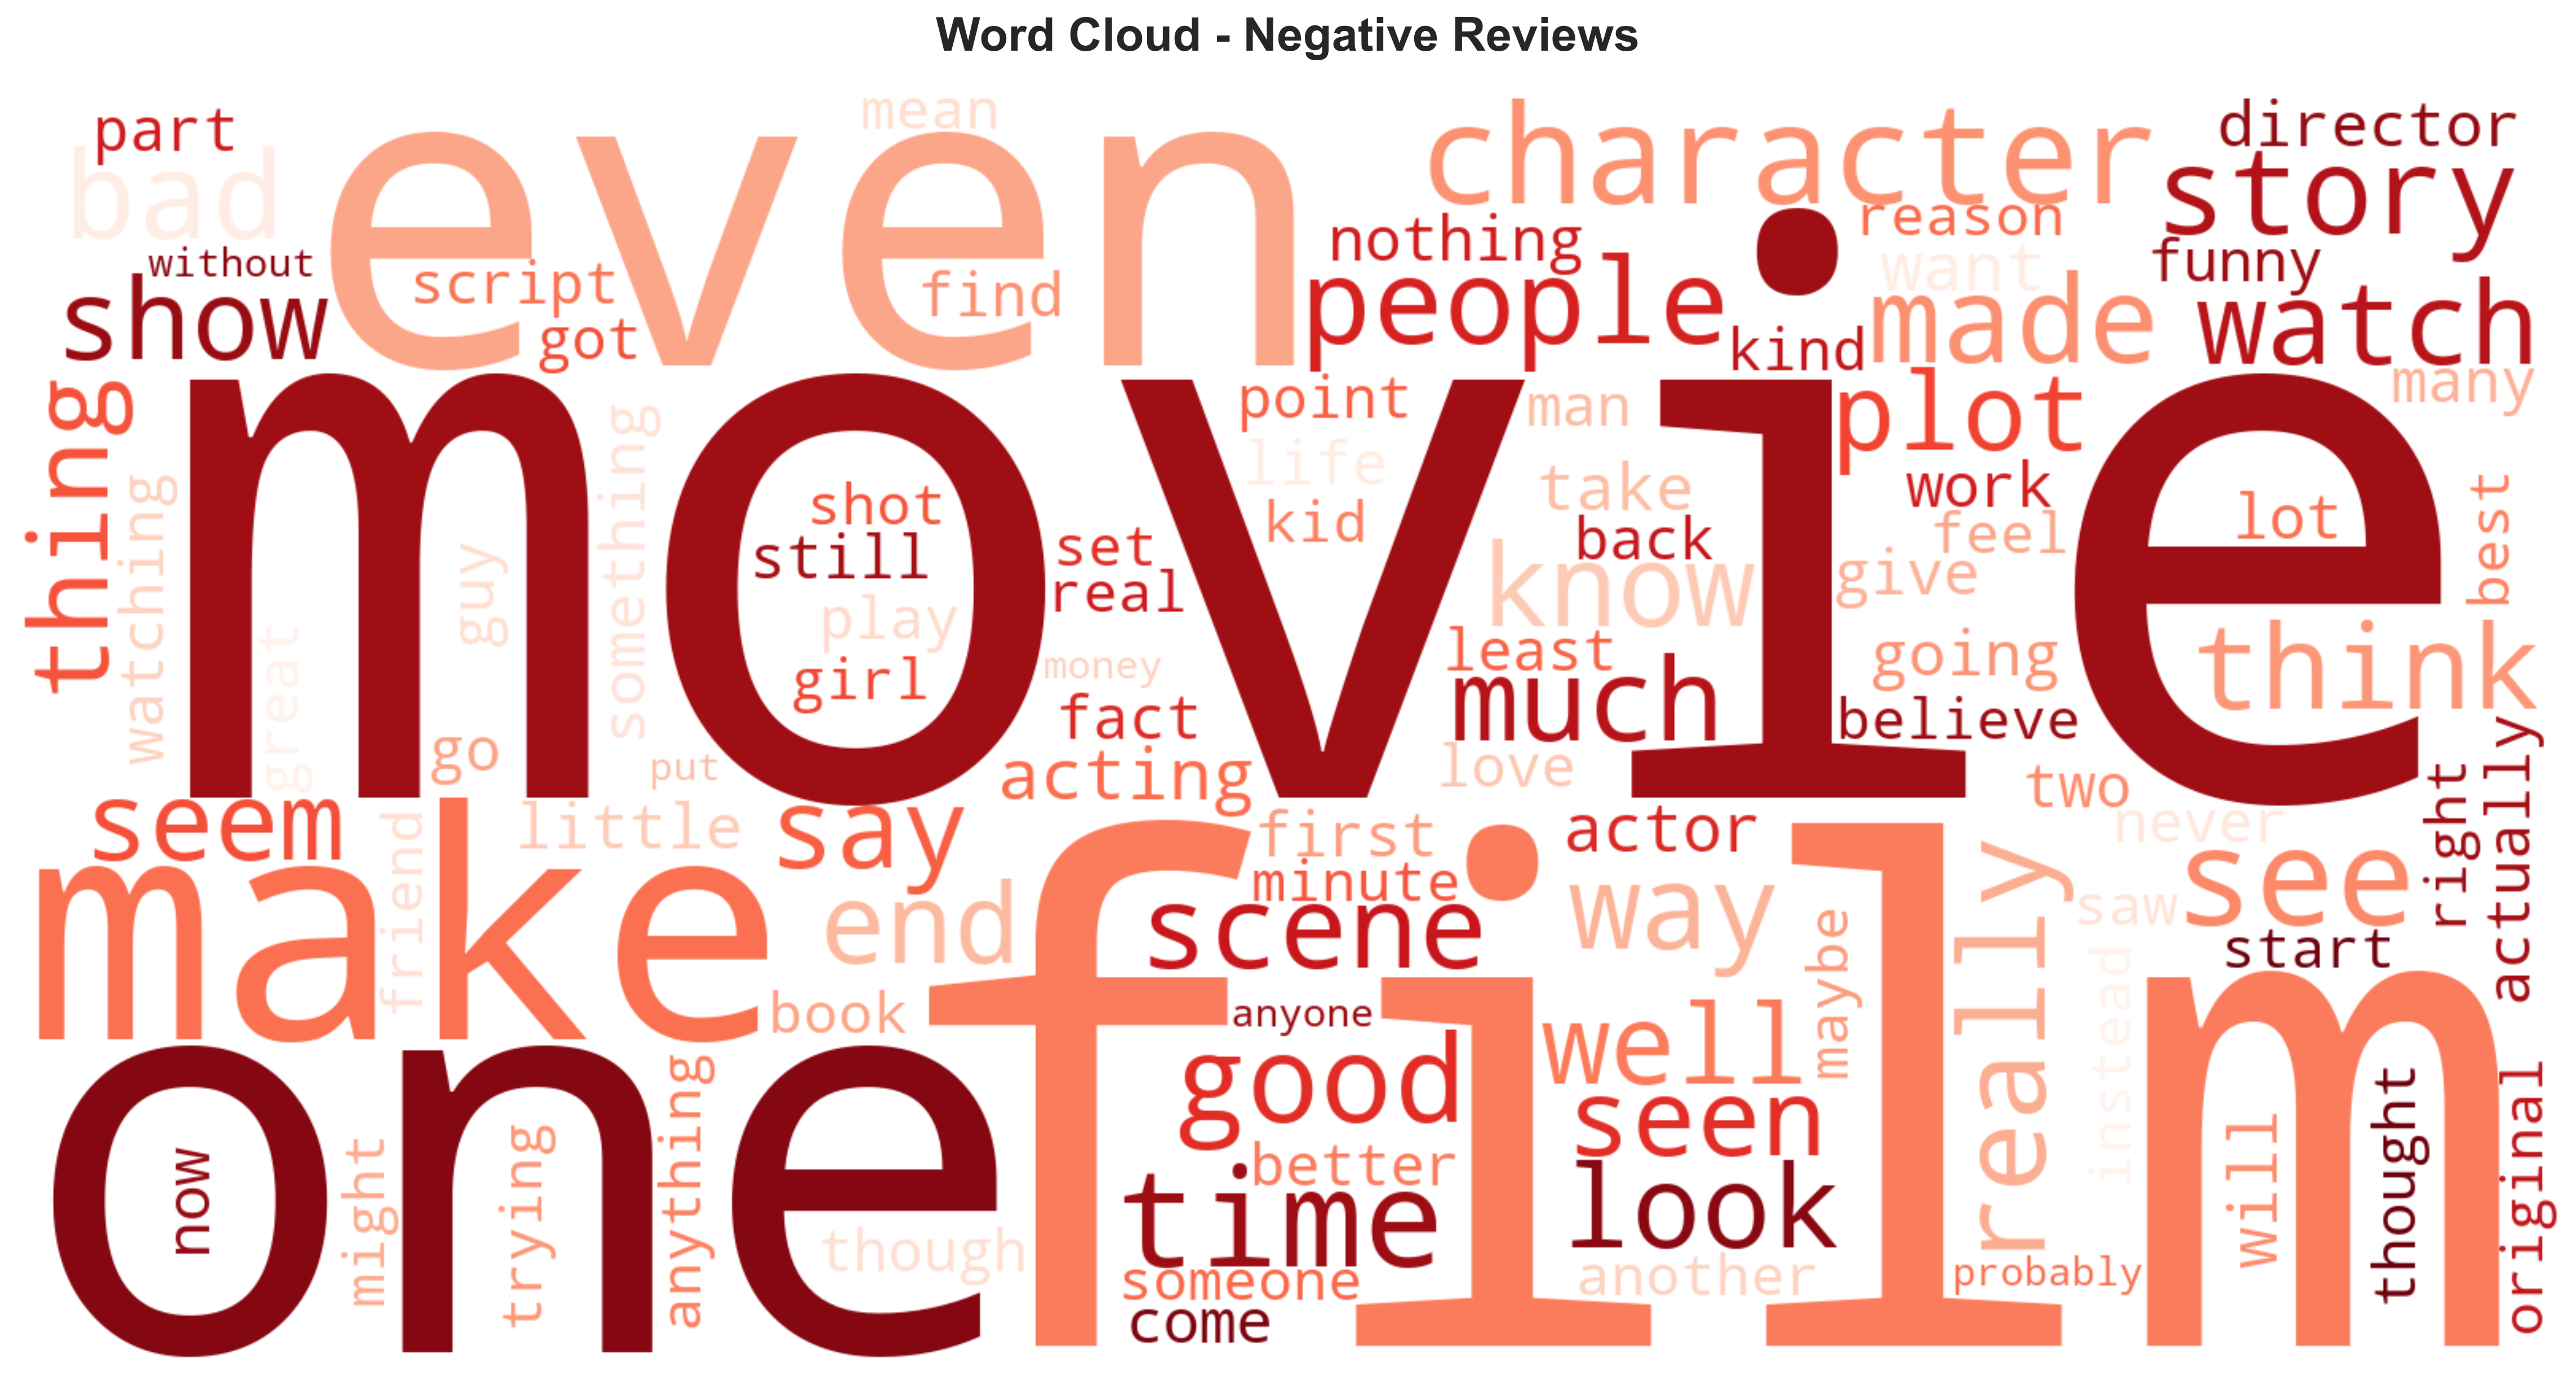 Word Cloud - Negative Reviews
part
mean
director
bad
even
character
story
nothing
reason
without
script
find
people
want
funny
show
got
kind
made
watch
movie
thing
point
man
plot
many
life
watching
something
shot
kid
take
work
lot
best
guy
still
set
back
feel
real
know
give
great
play
girl
money
least
going
think
fact
much
believe
go
put
acting
love
two
right
actually
seem
little
say
first
actor
never
make
friend
end
minute
way
really
saw
see
scene
maybe
start
book
film
anyone
well
instead
one
good
seen
now
might
trying
anything
better
will
thought
original
time
look
though
someone
another
probably
come